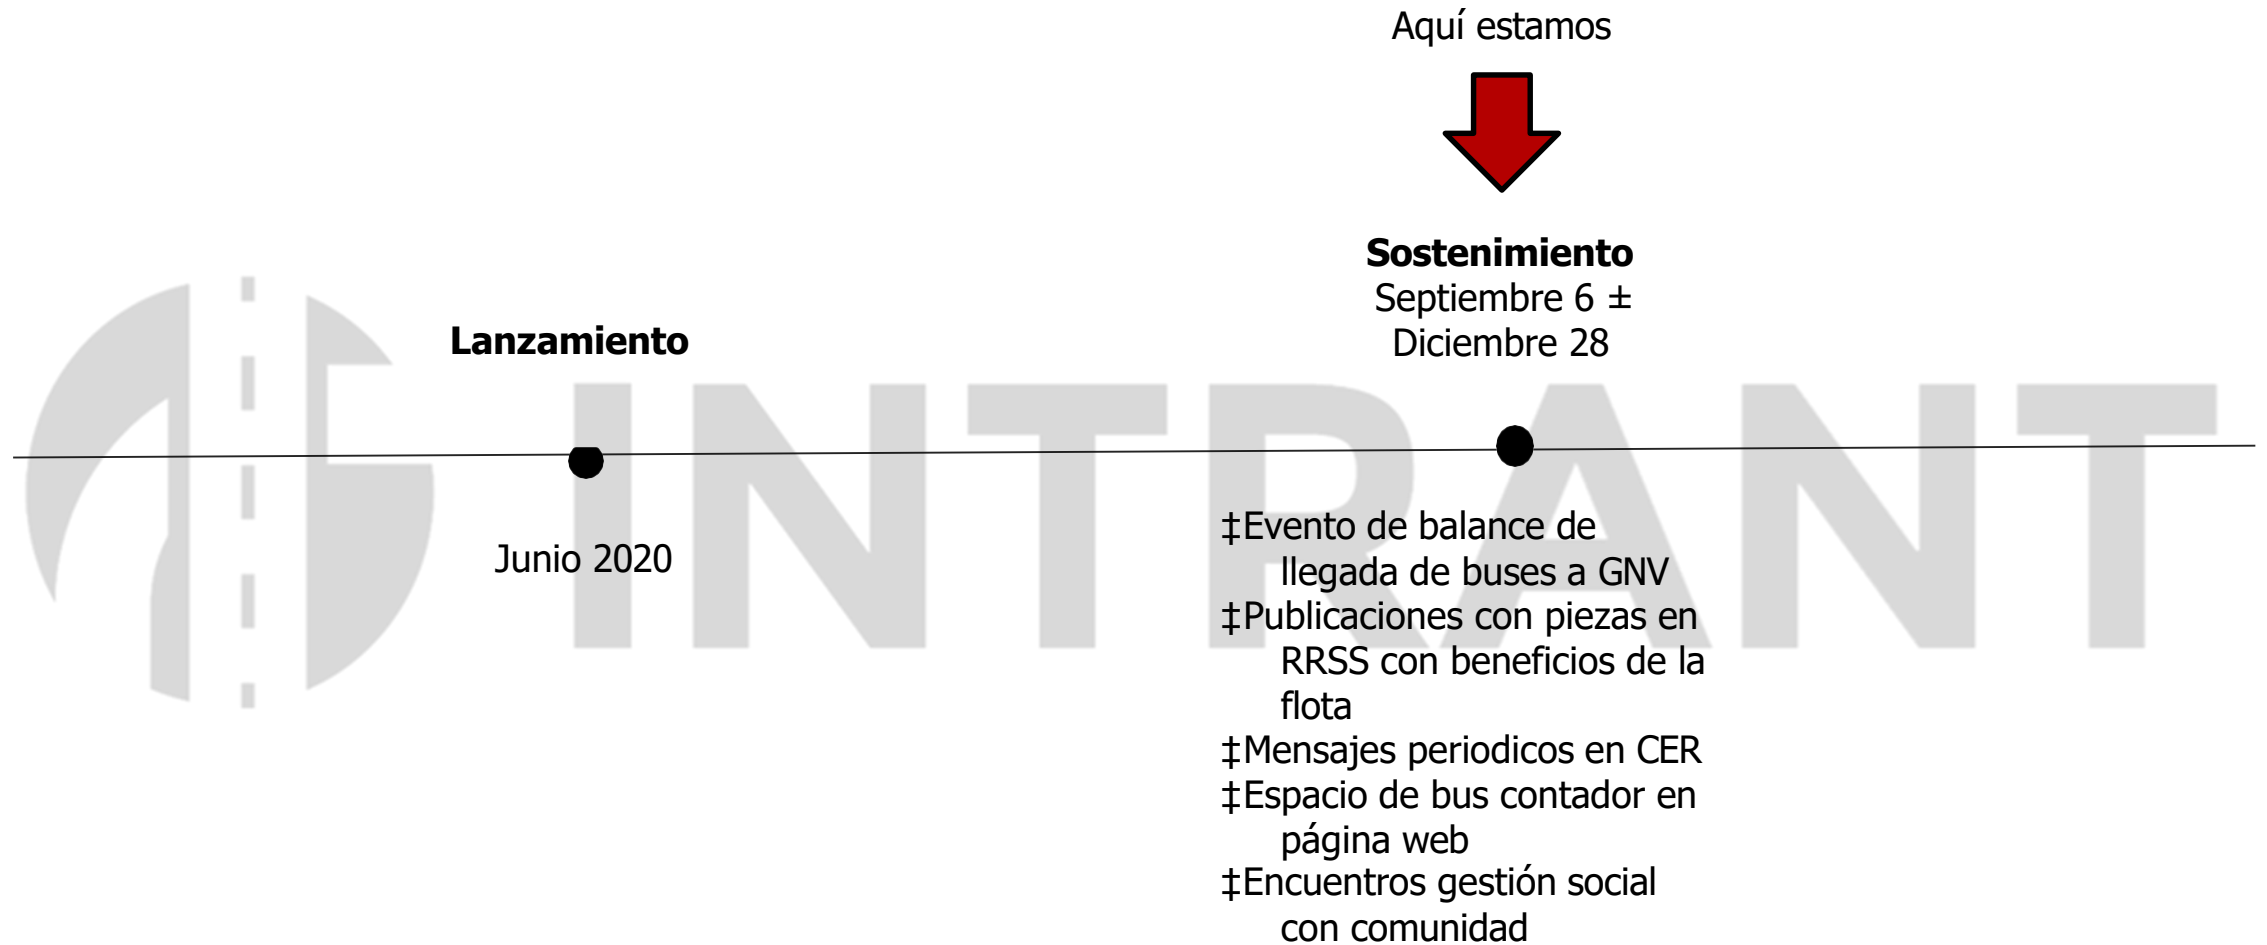 Aquí estamos
Sostenimiento
Septiembre 6 ±
Diciembre 28
Lanzamiento
INTRANT
Junio 2020
‡Evento de balance de
llegada de buses a GNV
‡Publicaciones con piezas en
RRSS con beneficios de la
flota
‡Mensajes periodicos en CER
‡Espacio de bus contador en
página web
‡Encuentros gestión social
con comunidad